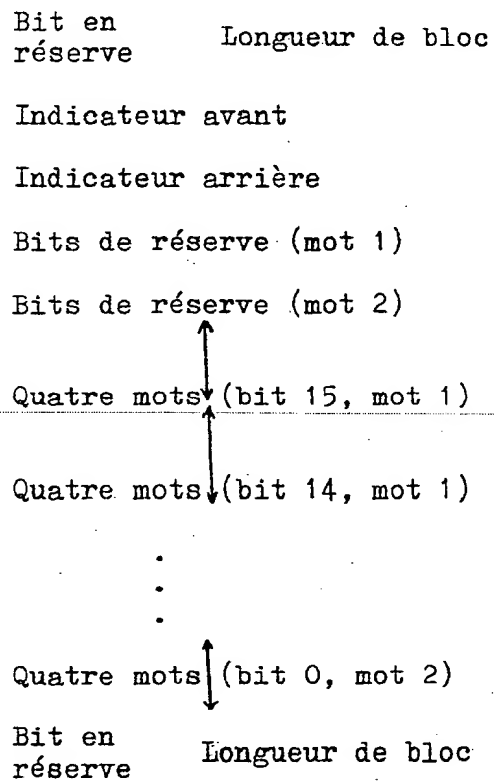 Bit en
réserve Longueur de bloc
Indicateur avant
Indicateur arrière
Bits de réserve (mot 1)
Bits de réserve (mot 2)
Quatre mots (bit 15, mot 1)
Quatre mots (bit 14, mot 1)
Quatre mots (bit 0, mot 2)
Bit en
réserve Longueur de bloc